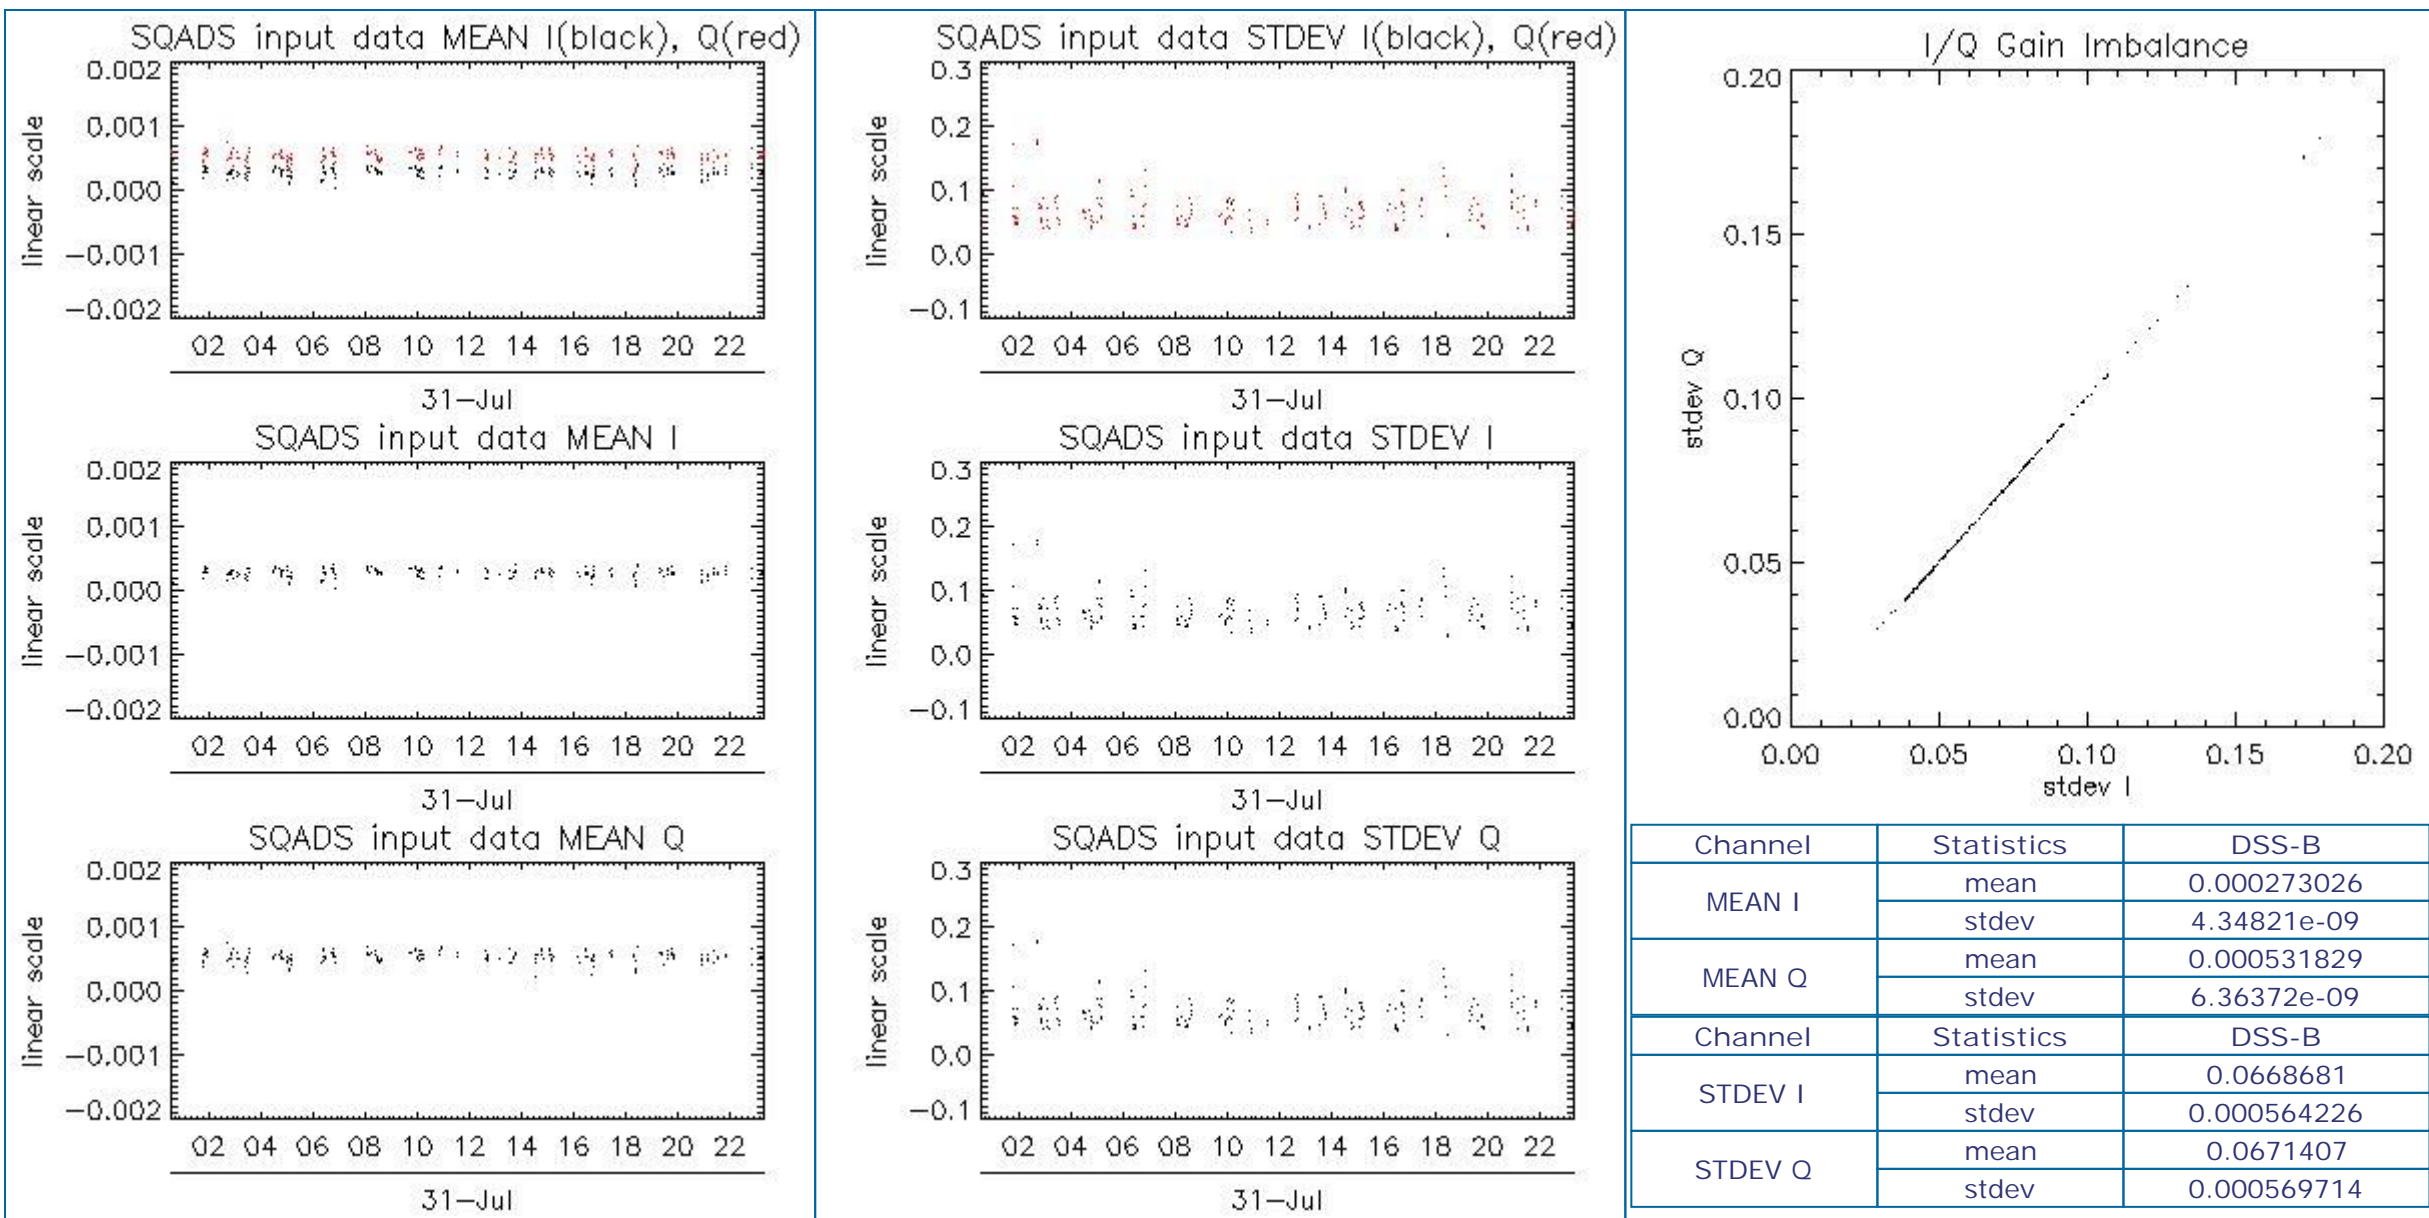 SQADS input data MEAN I(black), Q(red)
0.002
0.001
0.000
−0.001
−0.002
linear scale
02 04 06 08 10 12 14 16 18 20 22
31−Jul
SQADS input data MEAN I
0.002
0.001
0.000
−0.001
−0.002
linear scale
02 04 06 08 10 12 14 16 18 20 22
31−Jul
SQADS input data MEAN Q
0.002
0.001
0.000
−0.001
−0.002
linear scale
02 04 06 08 10 12 14 16 18 20 22
31−Jul
SQADS input data STDEV I(black), Q(red)
0.3
0.2
0.1
0.0
−0.1
linear scale
02 04 06 08 10 12 14 16 18 20 22
31−Jul
SQADS input data STDEV I
0.3
0.2
0.1
0.0
−0.1
linear scale
02 04 06 08 10 12 14 16 18 20 22
31−Jul
SQADS input data STDEV Q
0.3
0.2
0.1
0.0
−0.1
linear scale
02 04 06 08 10 12 14 16 18 20 22
31−Jul
I/Q Gain Imbalance
0.20
0.15
0.10
0.05
0.00
stdev Q
0.00 0.05 0.10 0.15 0.20
stdev I
Channel Statistics DSS-B
MEAN I mean 0.000273026
stdev 4.34821e-09
MEAN Q mean 0.000531829
stdev 6.36372e-09
Channel Statistics DSS-B
STDEV I mean 0.0668681
stdev 0.000564226
STDEV Q mean 0.0671407
stdev 0.000569714